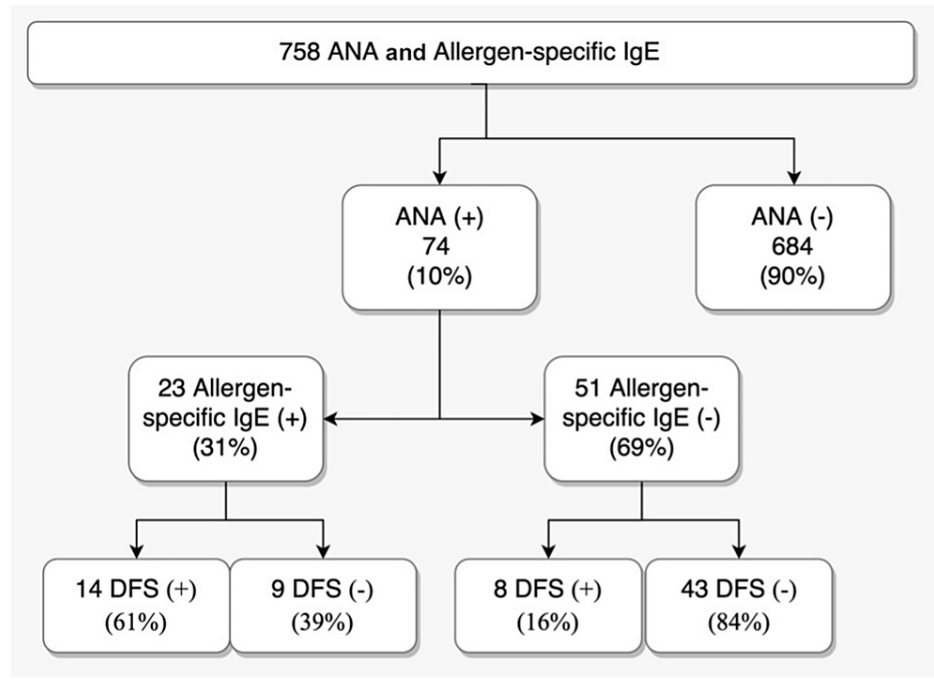 758 ANA and Allergen-specific IgE
ANA (+)
74
(10%)
ANA (-)
684
(90%)
23 Allergen-
specific IgE (+)
(31%)
51 Allergen-
specific IgE (-)
(69%)
14 DFS (+)
(61%)
9 DFS (-)
(39%)
8 DFS (+)
(16%)
43 DFS (-)
(84%)